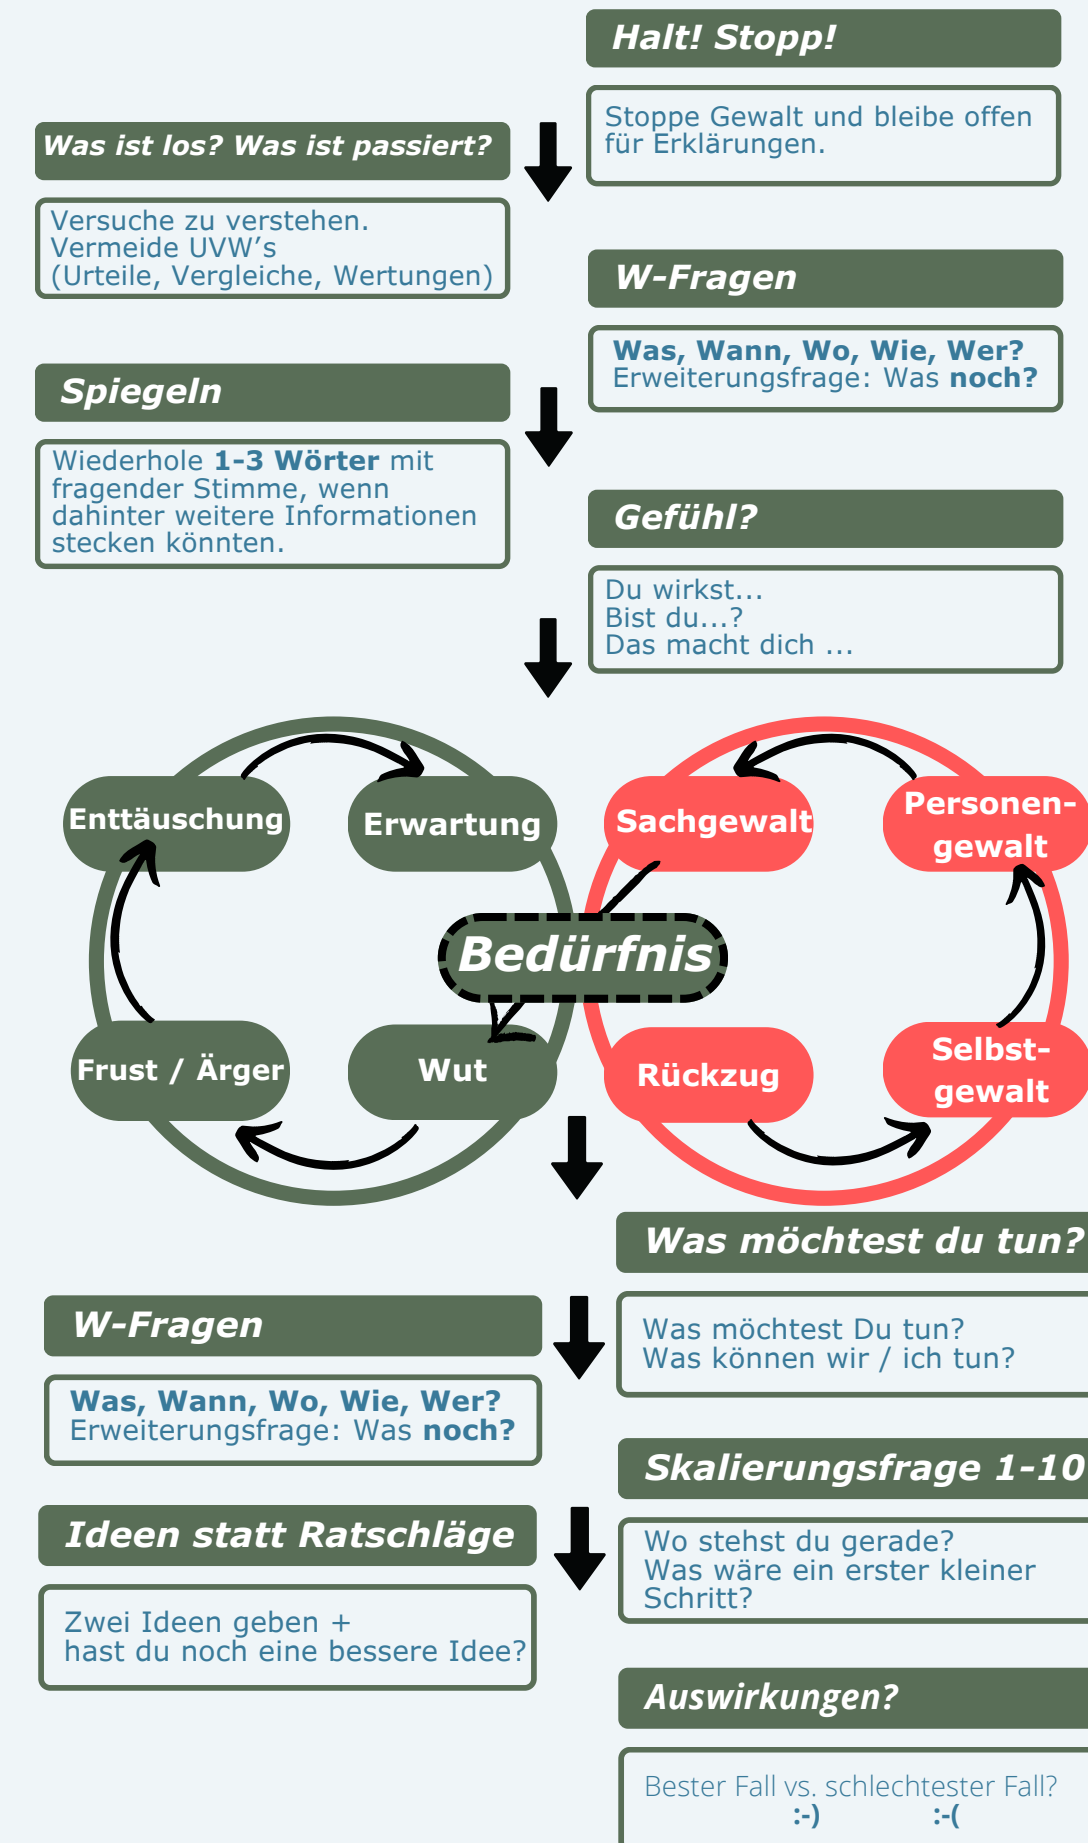 Halt! Stopp!
Stoppe Gewalt und bleibe offen
für Erklärungen.
Was ist los? Was ist passiert?
Versuche zu verstehen.
Vermeide UVW’s
(Urteile, Vergleiche, Wertungen)
W-Fragen
Was, Wann, Wo, Wie, Wer?
Erweiterungsfrage: Was noch?
Spiegeln
Wiederhole 1-3 Wörter mit
fragender Stimme, wenn
dahinter weitere Informationen
stecken könnten.
Gefühl?
Du wirkst...
Bist du...?
Das macht dich ...
Enttäuschung
Erwartung
Sachgewalt
Personen-
gewalt
Bedürfnis
Frust / Ärger
Wut
Rückzug
Selbst-
gewalt
Was möchtest du tun?
Was möchtest Du tun?
Was können wir / ich tun?
W-Fragen
Was, Wann, Wo, Wie, Wer?
Erweiterungsfrage: Was noch?
Skalierungsfrage 1-10
Wo stehst du gerade?
Was wäre ein erster kleiner
Schritt?
Ideen statt Ratschläge
Zwei Ideen geben +
hast du noch eine bessere Idee?
Auswirkungen?
Bester Fall vs. schlechtester Fall?
:-) :-(